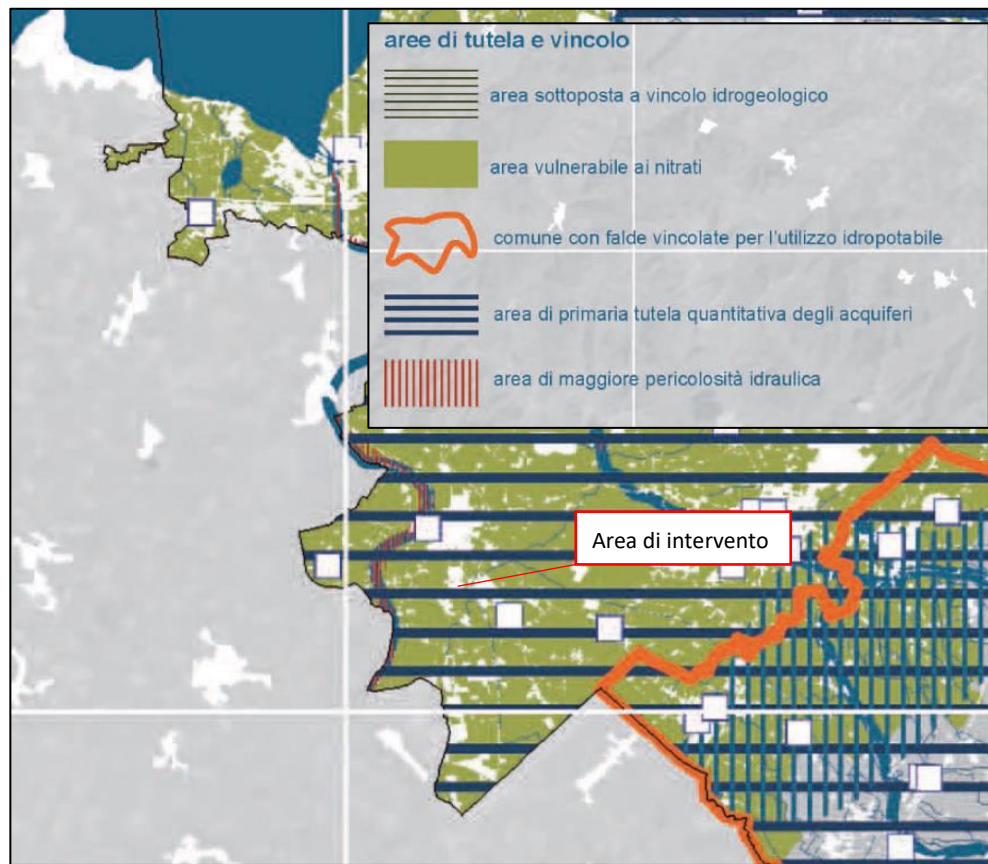 aree di tutela e vincolo
area sottoposta a vincolo idrogeologico
area vulnerabile ai nitrati
comune con falde vincolate per l'utilizzo idropotabile
area di primaria tutela quantitativa degli acquiferi
area di maggiore pericolosità idraulica
Area di intervento